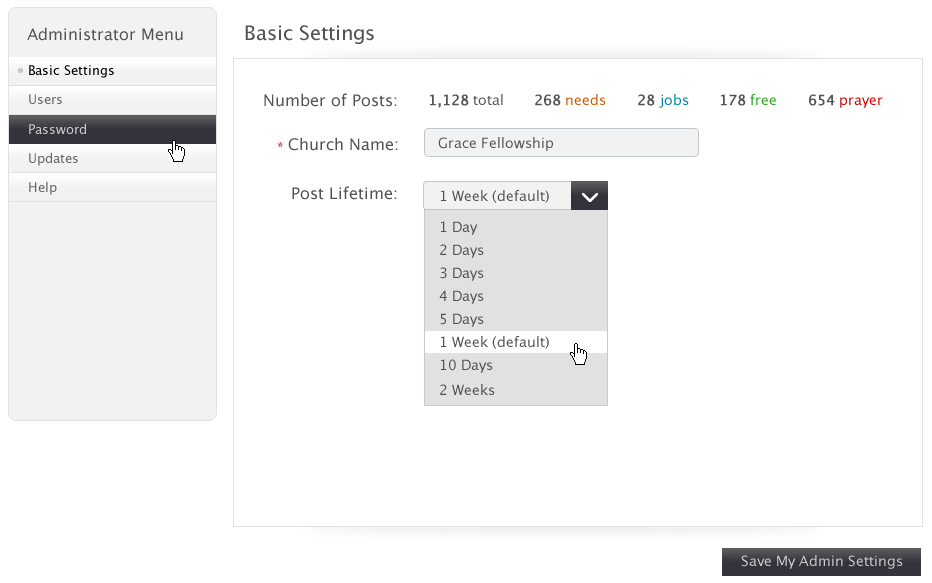 Administrator Menu
Basic Settings
Users
Password
Updates
Help
Basic Settings
Number of Posts: 1,128 total 268 needs 28 jobs 178 free 654 prayer
* Church Name: Grace Fellowship
Post Lifetime: 1 Week (default)
1 Day
2 Days
3 Days
4 Days
5 Days
1 Week (default)
10 Days
2 Weeks
Save My Admin Settings